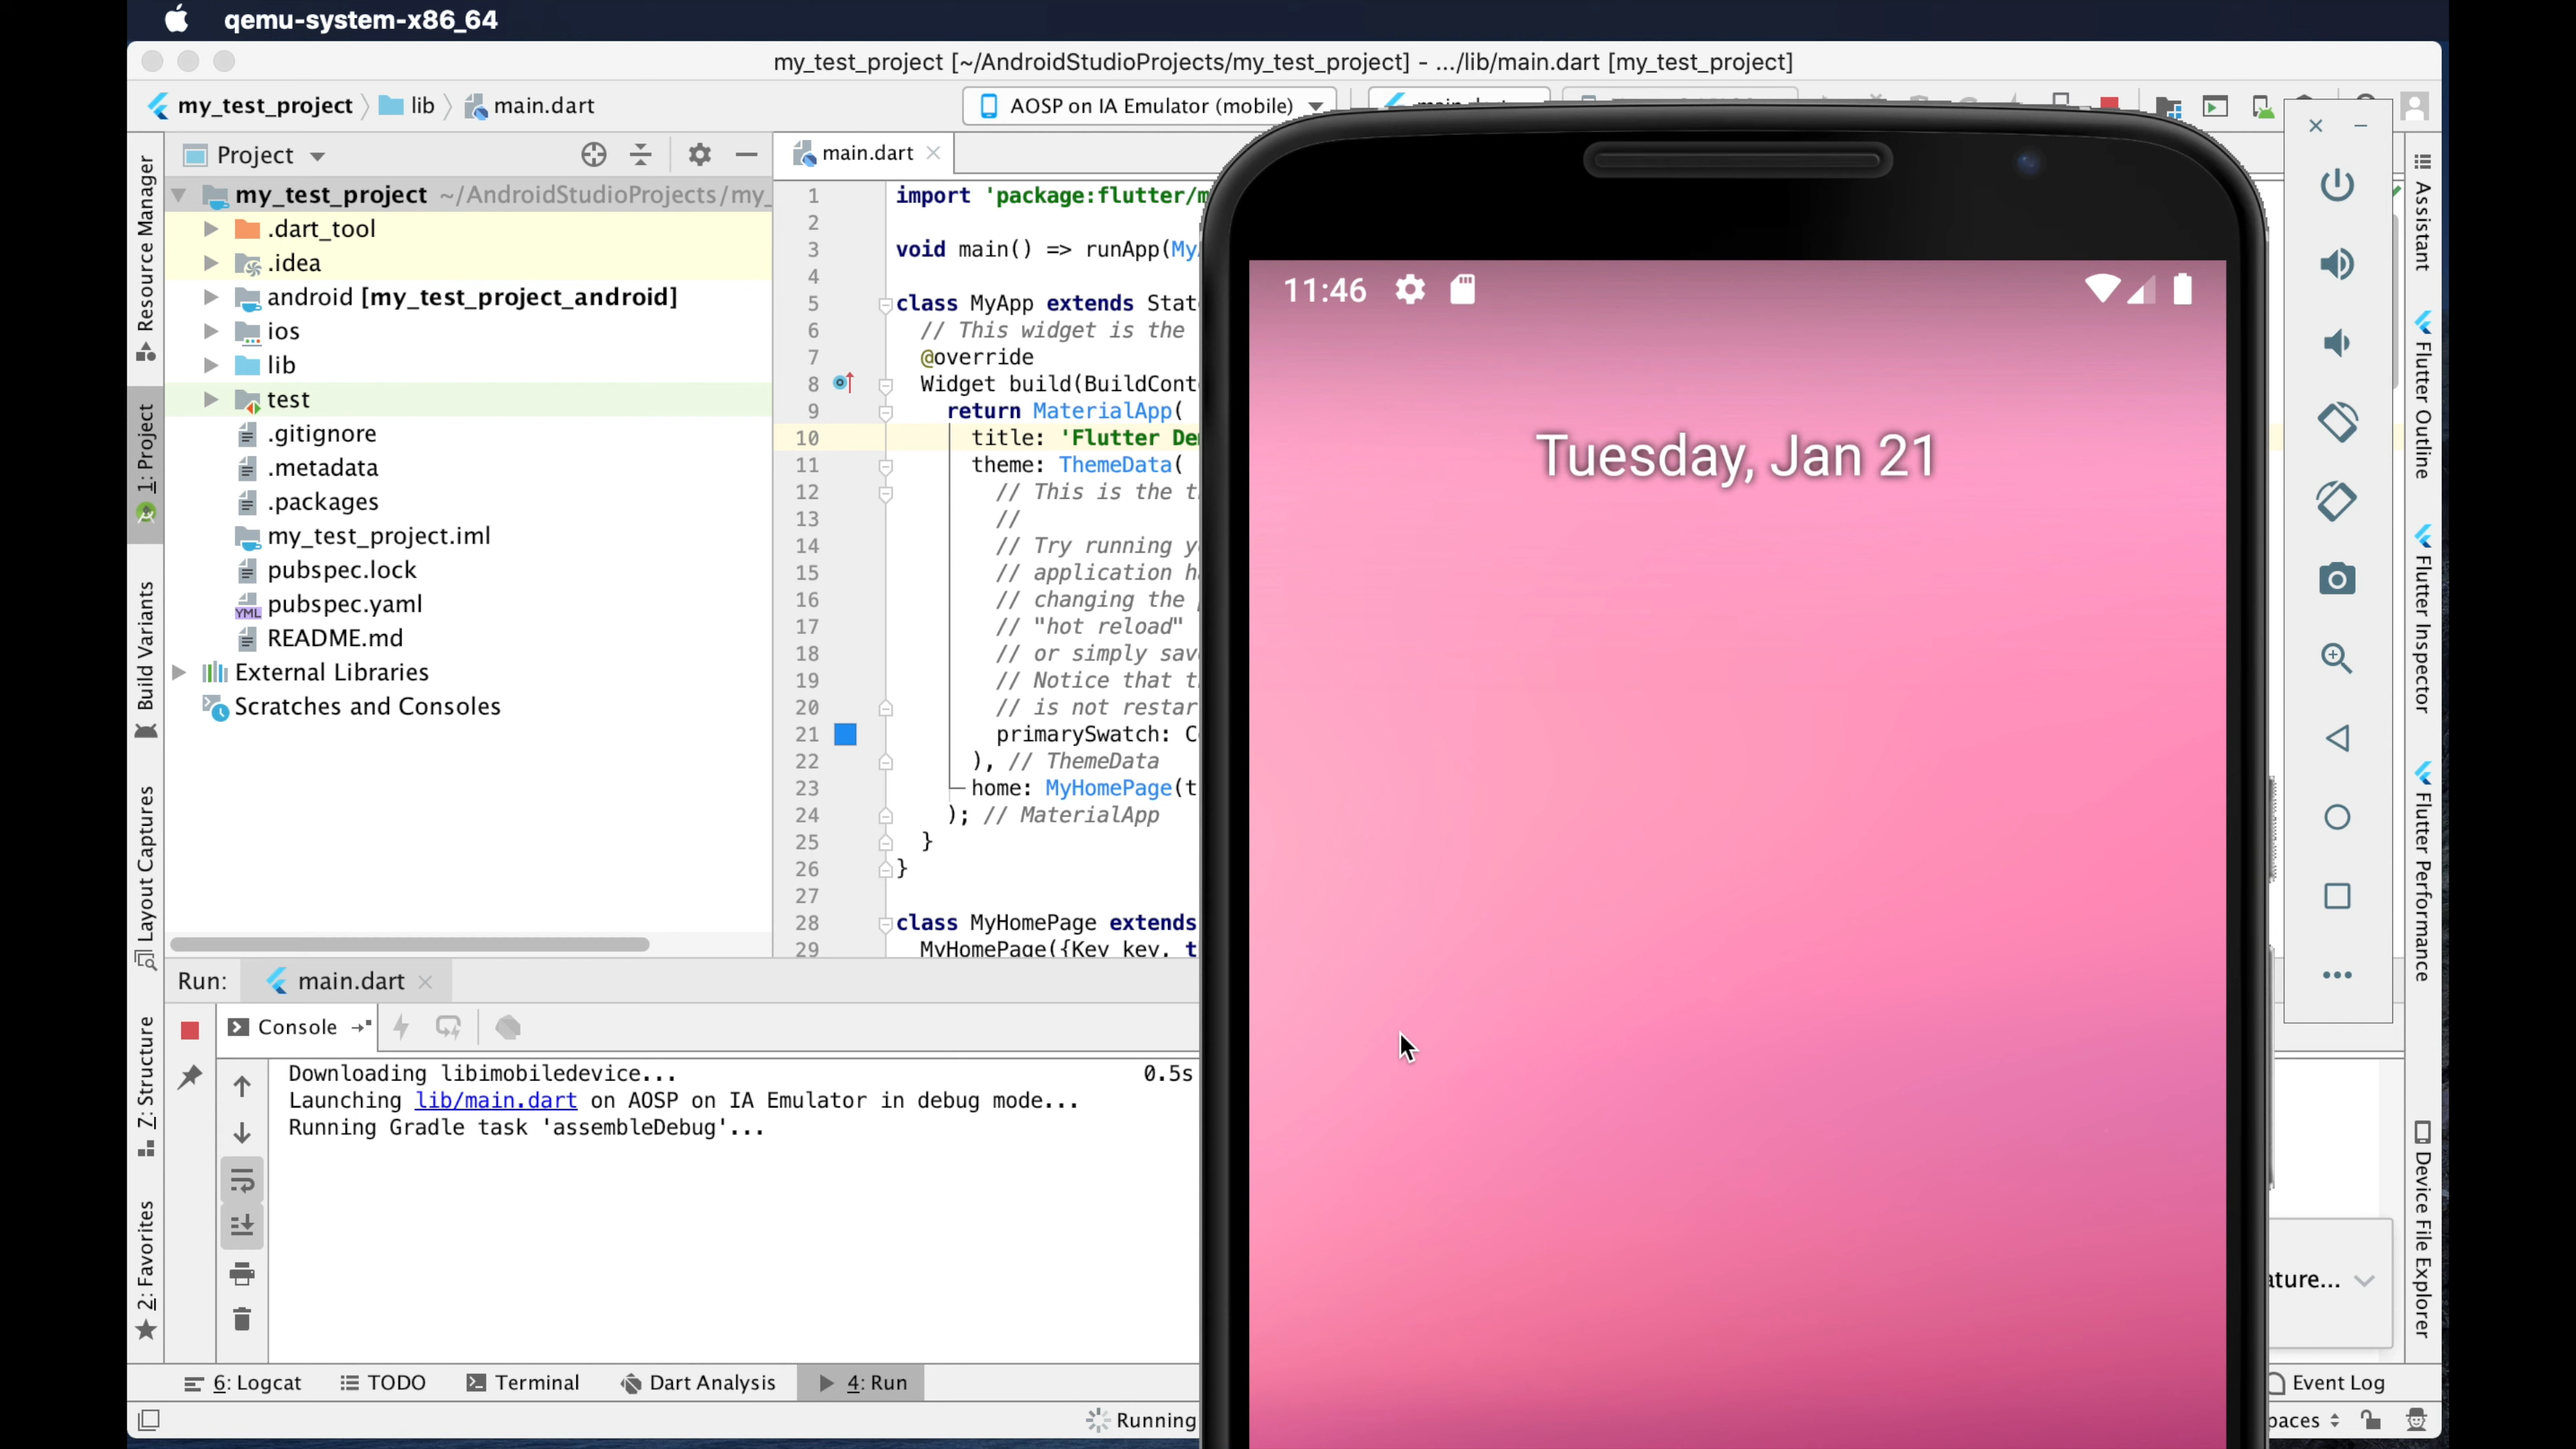 qemu-system-x86_64
my_test_project [~/AndroidStudioProjects/my_test_project] - .../lib/main.dart [my_test_project]
my_test_project lib main.dart
AOSP on IA Emulator (mobile)
Resource Manager
1: Project
Build Variants
Layout Captures
Z: Structure
2: Favorites
Project
my_test_project ~/AndroidStudioProjects/my_
.dart_tool
.idea
android [my_test_project_android]
ios
lib
test
.gitignore
.metadata
.packages
my_test_project.iml
pubspec.lock
YML pubspec.yaml
README.md
External Libraries
Scratches and Consoles
main.dart
1 import 'package:flutter/m
2
3 void main() => runApp(My
4
5 class MyApp extends State
6 // This widget is the
7 @override
8 Widget build(BuildConte
9 return MaterialApp(
10 title: 'Flutter Dem
11 theme: ThemeData(
12 // This is the t
13 //
14 // Try running y
15 // application h
16 // changing the
17 // "hot reload"
18 // or simply sav
19 // Notice that t
20 // is not restar
21 primarySwatch: C
22 ), // ThemeData
23 home: MyHomePage(t
24 ); // MaterialApp
25 }
26 }
27
28 class MyHomePage extends
29 MyHomePage({Key key, t
11:46
Tuesday, Jan 21
Assistant
Flutter Outline
Flutter Inspector
Flutter Performance
Device File Explorer
Run: main.dart
Console
Downloading libimobiledevice... 0.5s
Launching lib/main.dart on AOSP on IA Emulator in debug mode...
Running Gradle task 'assembleDebug'...
ature...
6: Logcat TODO Terminal Dart Analysis 4: Run Event Log
Running
paces